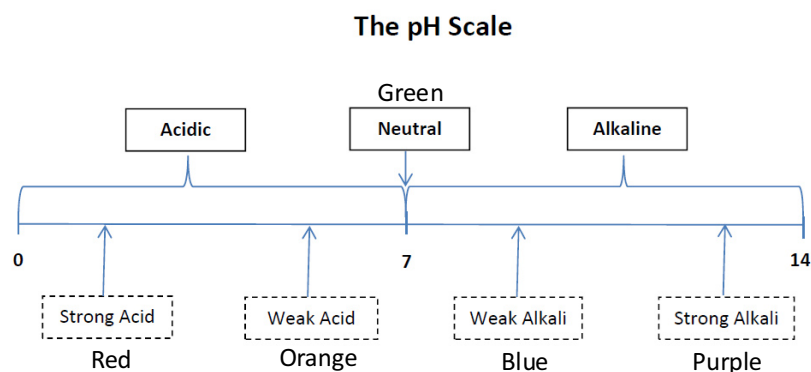 The pH Scale
Green
Acidic
Neutral
Alkaline
0
7
14
Strong Acid
Weak Acid
Weak Alkali
Strong Alkali
Red
Orange
Blue
Purple